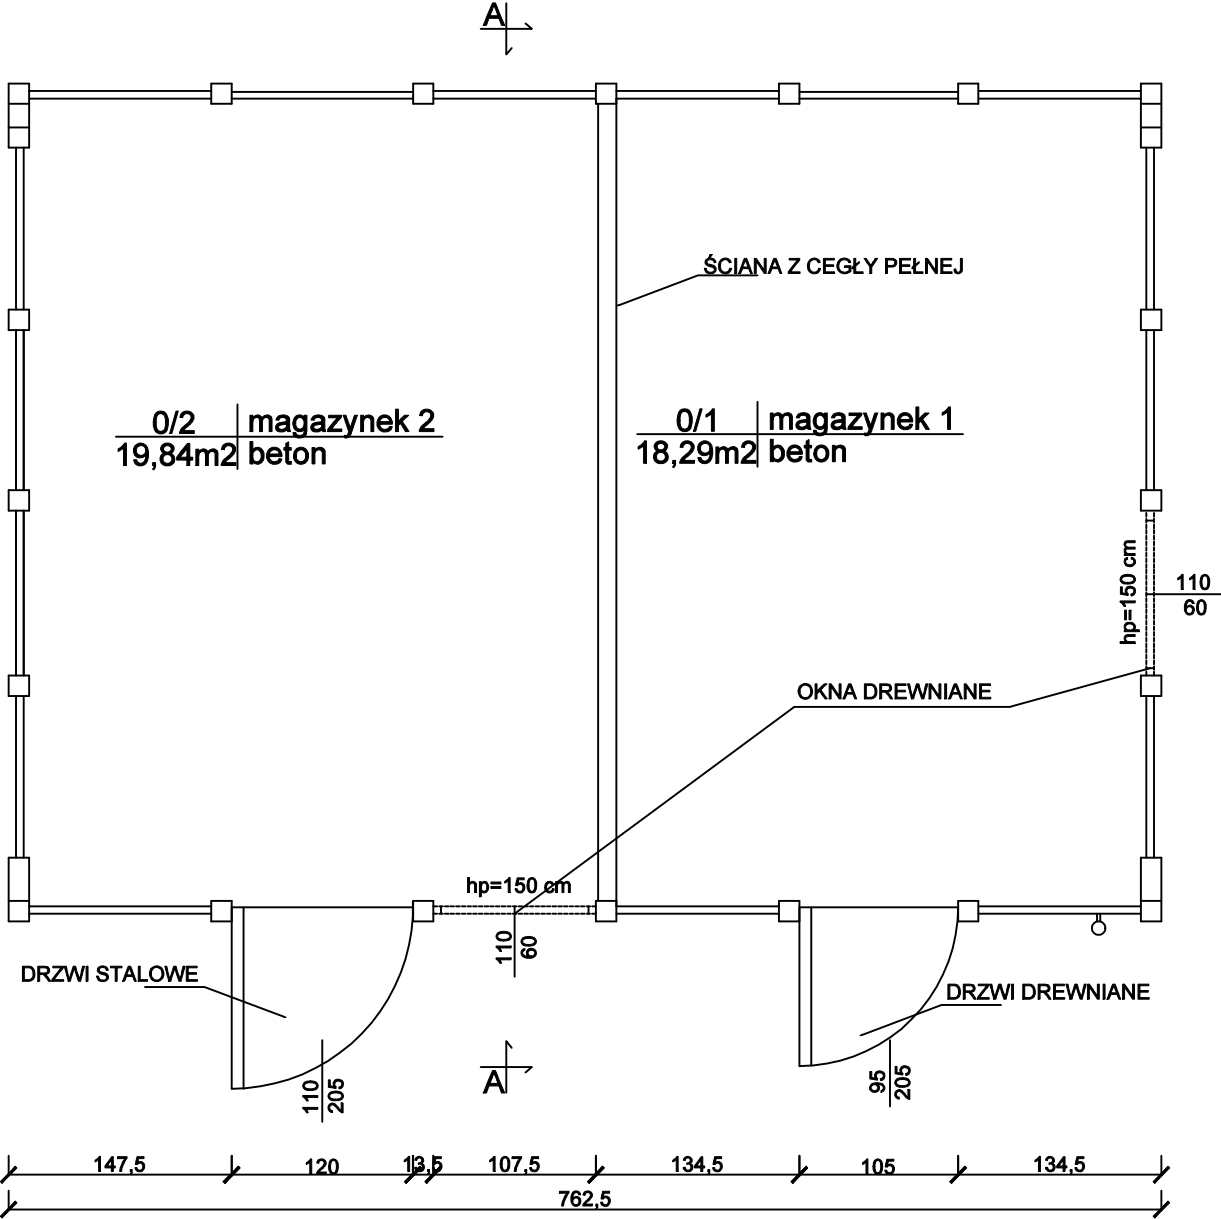 A
ŚCIANA Z CEGŁY PEŁNEJ
0/2 magazynek 2
19,84m2 beton
0/1 magazynek 1
18,29m2 beton
hp=150 cm
110
60
OKNA DREWNIANE
hp=150 cm
110
60
DRZWI STALOWE
DRZWI DREWNIANE
110
205
A
95
205
147,5 120 13,5 107,5 134,5 105 134,5
762,5